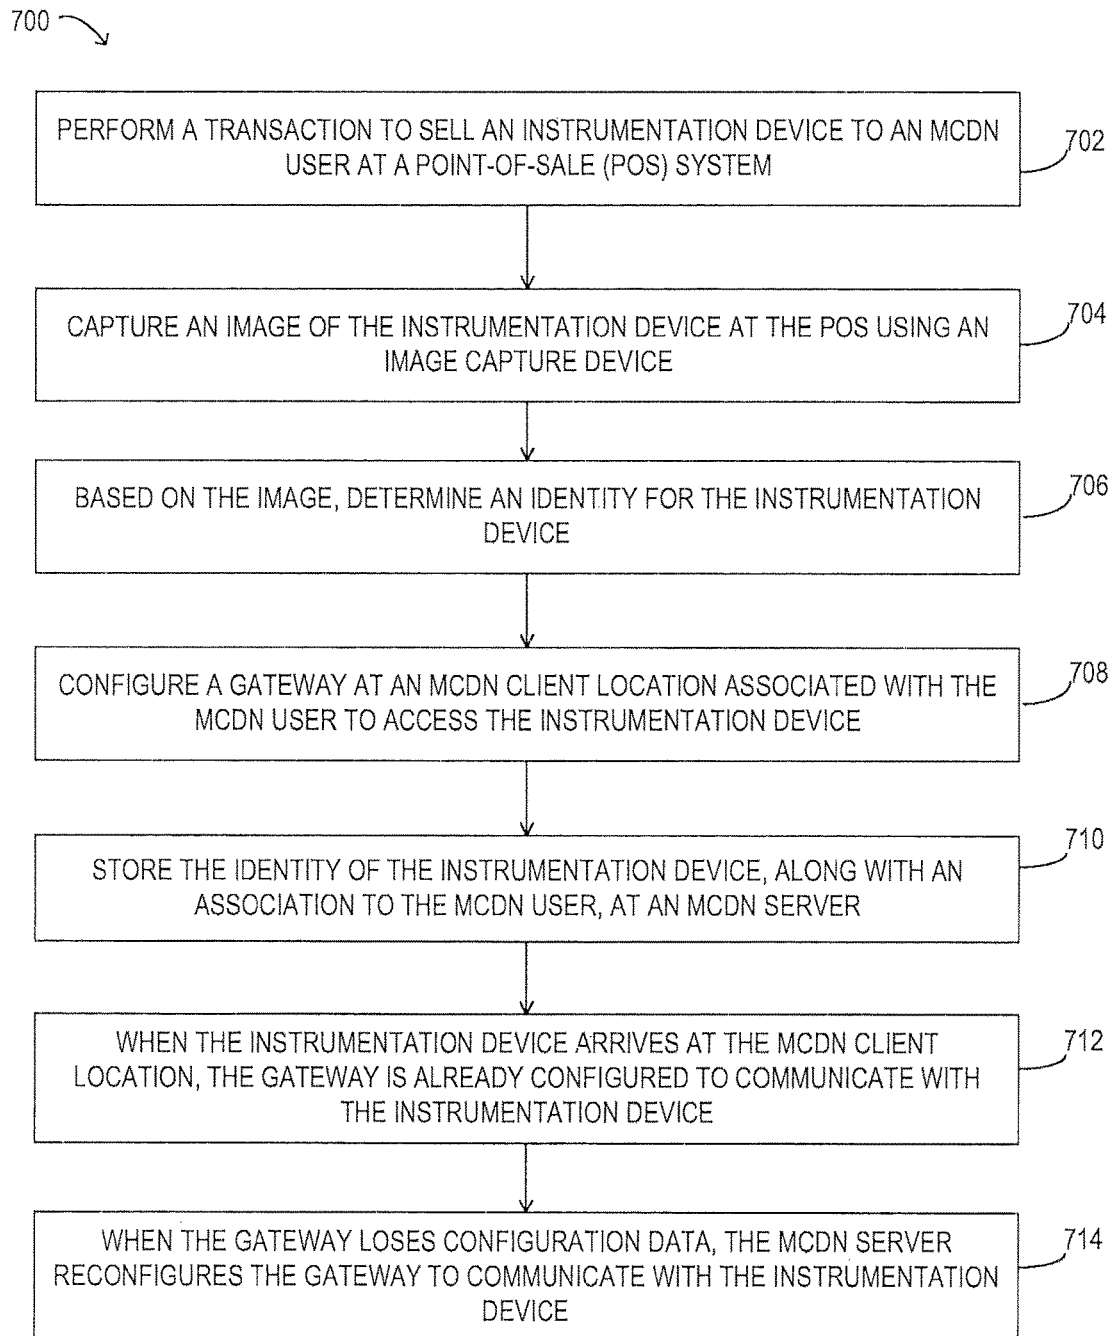 700
PERFORM A TRANSACTION TO SELL AN INSTRUMENTATION DEVICE TO AN MCDN
USER AT A POINT-OF-SALE (POS) SYSTEM
702
CAPTURE AN IMAGE OF THE INSTRUMENTATION DEVICE AT THE POS USING AN
IMAGE CAPTURE DEVICE
704
BASED ON THE IMAGE, DETERMINE AN IDENTITY FOR THE INSTRUMENTATION
DEVICE
706
CONFIGURE A GATEWAY AT AN MCDN CLIENT LOCATION ASSOCIATED WITH THE
MCDN USER TO ACCESS THE INSTRUMENTATION DEVICE
708
STORE THE IDENTITY OF THE INSTRUMENTATION DEVICE, ALONG WITH AN
ASSOCIATION TO THE MCDN USER, AT AN MCDN SERVER
710
WHEN THE INSTRUMENTATION DEVICE ARRIVES AT THE MCDN CLIENT
LOCATION, THE GATEWAY IS ALREADY CONFIGURED TO COMMUNICATE WITH
THE INSTRUMENTATION DEVICE
712
WHEN THE GATEWAY LOSES CONFIGURATION DATA, THE MCDN SERVER
RECONFIGURES THE GATEWAY TO COMMUNICATE WITH THE INSTRUMENTATION
DEVICE
714